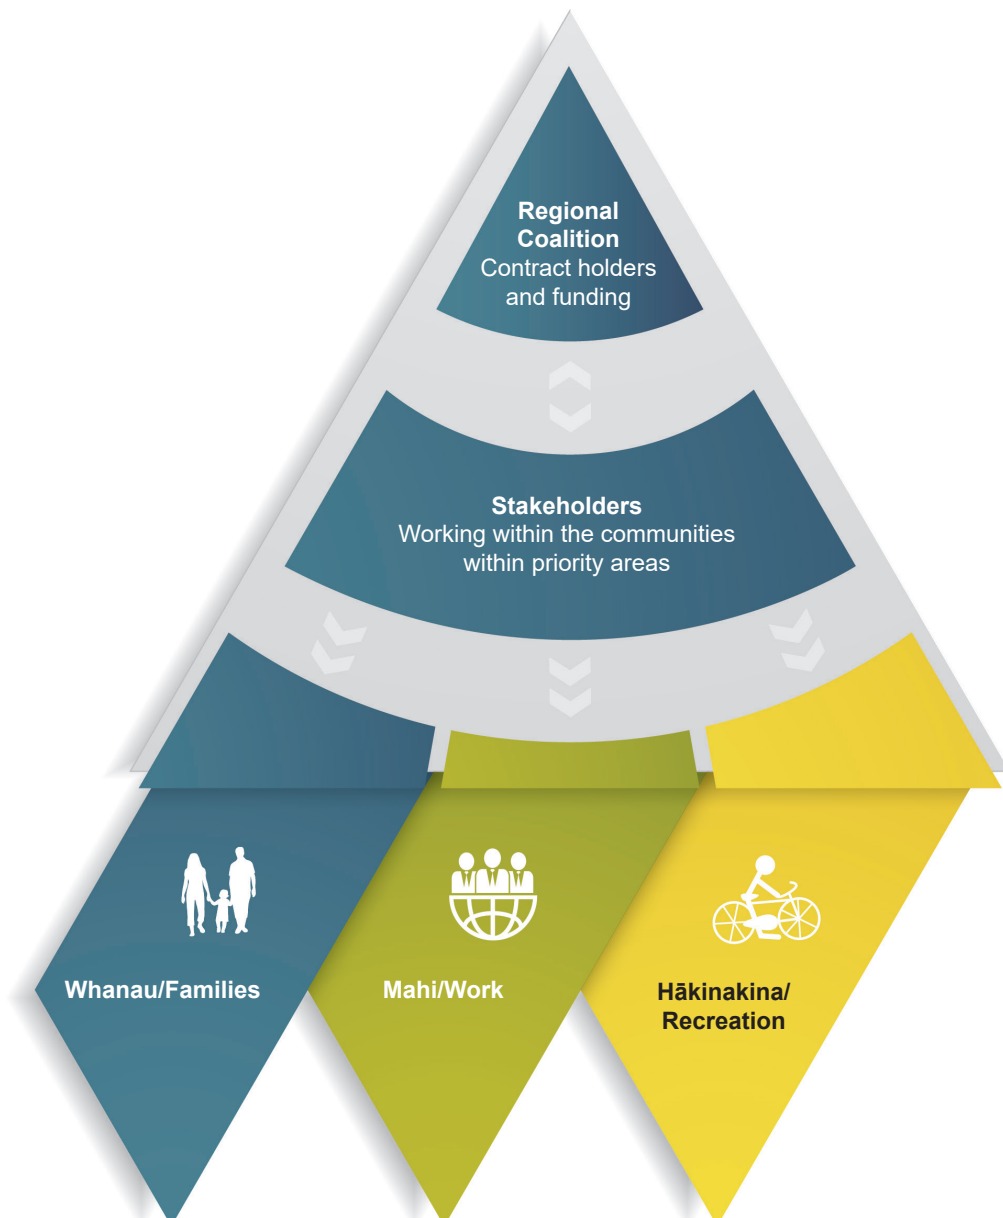 Regional
Coalition
Contract holders
and funding
Stakeholders
Working within the communities
within priority areas
Whanau/Families
Mahi/Work
Hākinakina/
Recreation